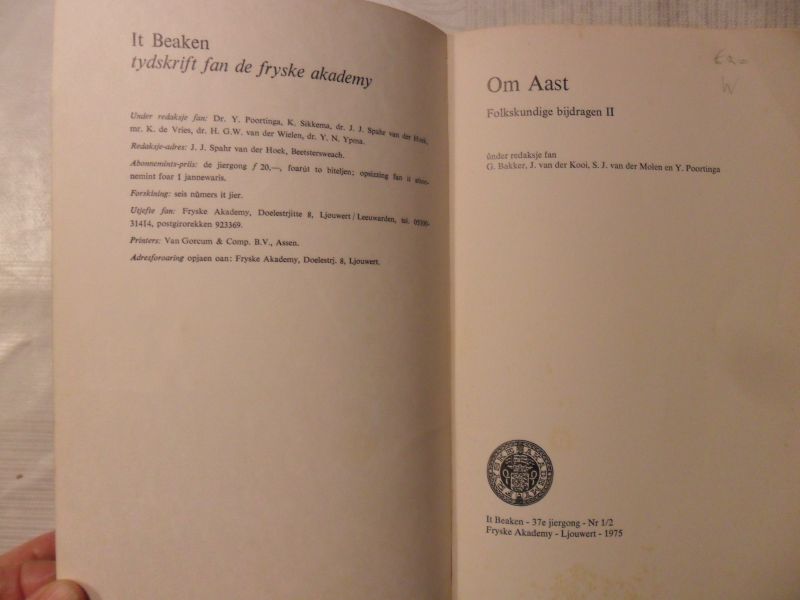 It Beaken
tydskrift fan de fryske akademy
Under redaksje fan: Dr. Y. Poortinga, K. Sikkema, dr. J. J. Spahr van der Hoek,
mr. K. de Vries, dr. H. G.W. van der Wielen, dr. Y. N. Ypma.
Redaksje-adres: J. J. Spahr van der Hoek, Beetstersweach.
Abonnemints-priis: de jiergong f 20,—, foarút to biteljen; opsizzing fan it abon-
nemint foar 1 jannewaris.
Forskining: seis nûmers it jier.
Utjefte fan: Fryske Akademy, Doelestrjitte 8, Ljouwert/Leeuwarden, tel. 05100-
31414, postgirorekken 923369.
Printers: Van Gorcum & Comp. B.V., Assen.
Adresforoaring opjaen oan: Fryske Akademy, Doelestrj. 8, Ljouwert.
Om Aast
Folkskundige bijdragen II
ûnder redaksje fan
G. Bakker, J. van der Kooi, S. J. van der Molen en Y. Poortinga
It Beaken - 37e jiergong - Nr 1/2
Fryske Akademy - Ljouwert - 1975